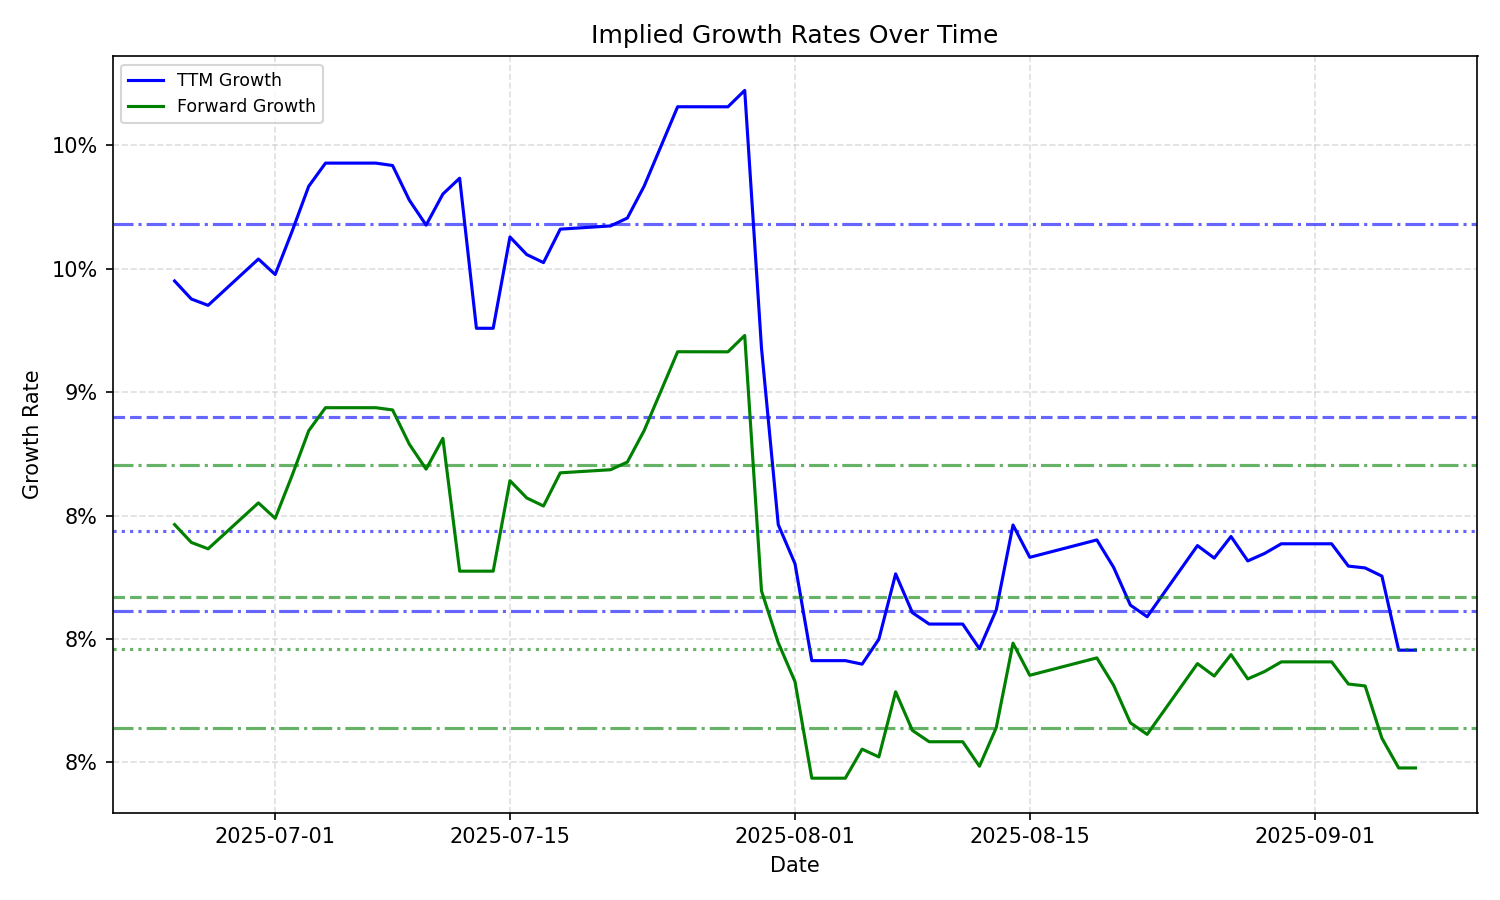 Implied Growth Rates Over Time
TTM Growth
Forward Growth
10%
10%
9%
8%
8%
8%
Growth Rate
2025-07-01
2025-07-15
2025-08-01
2025-08-15
2025-09-01
Date